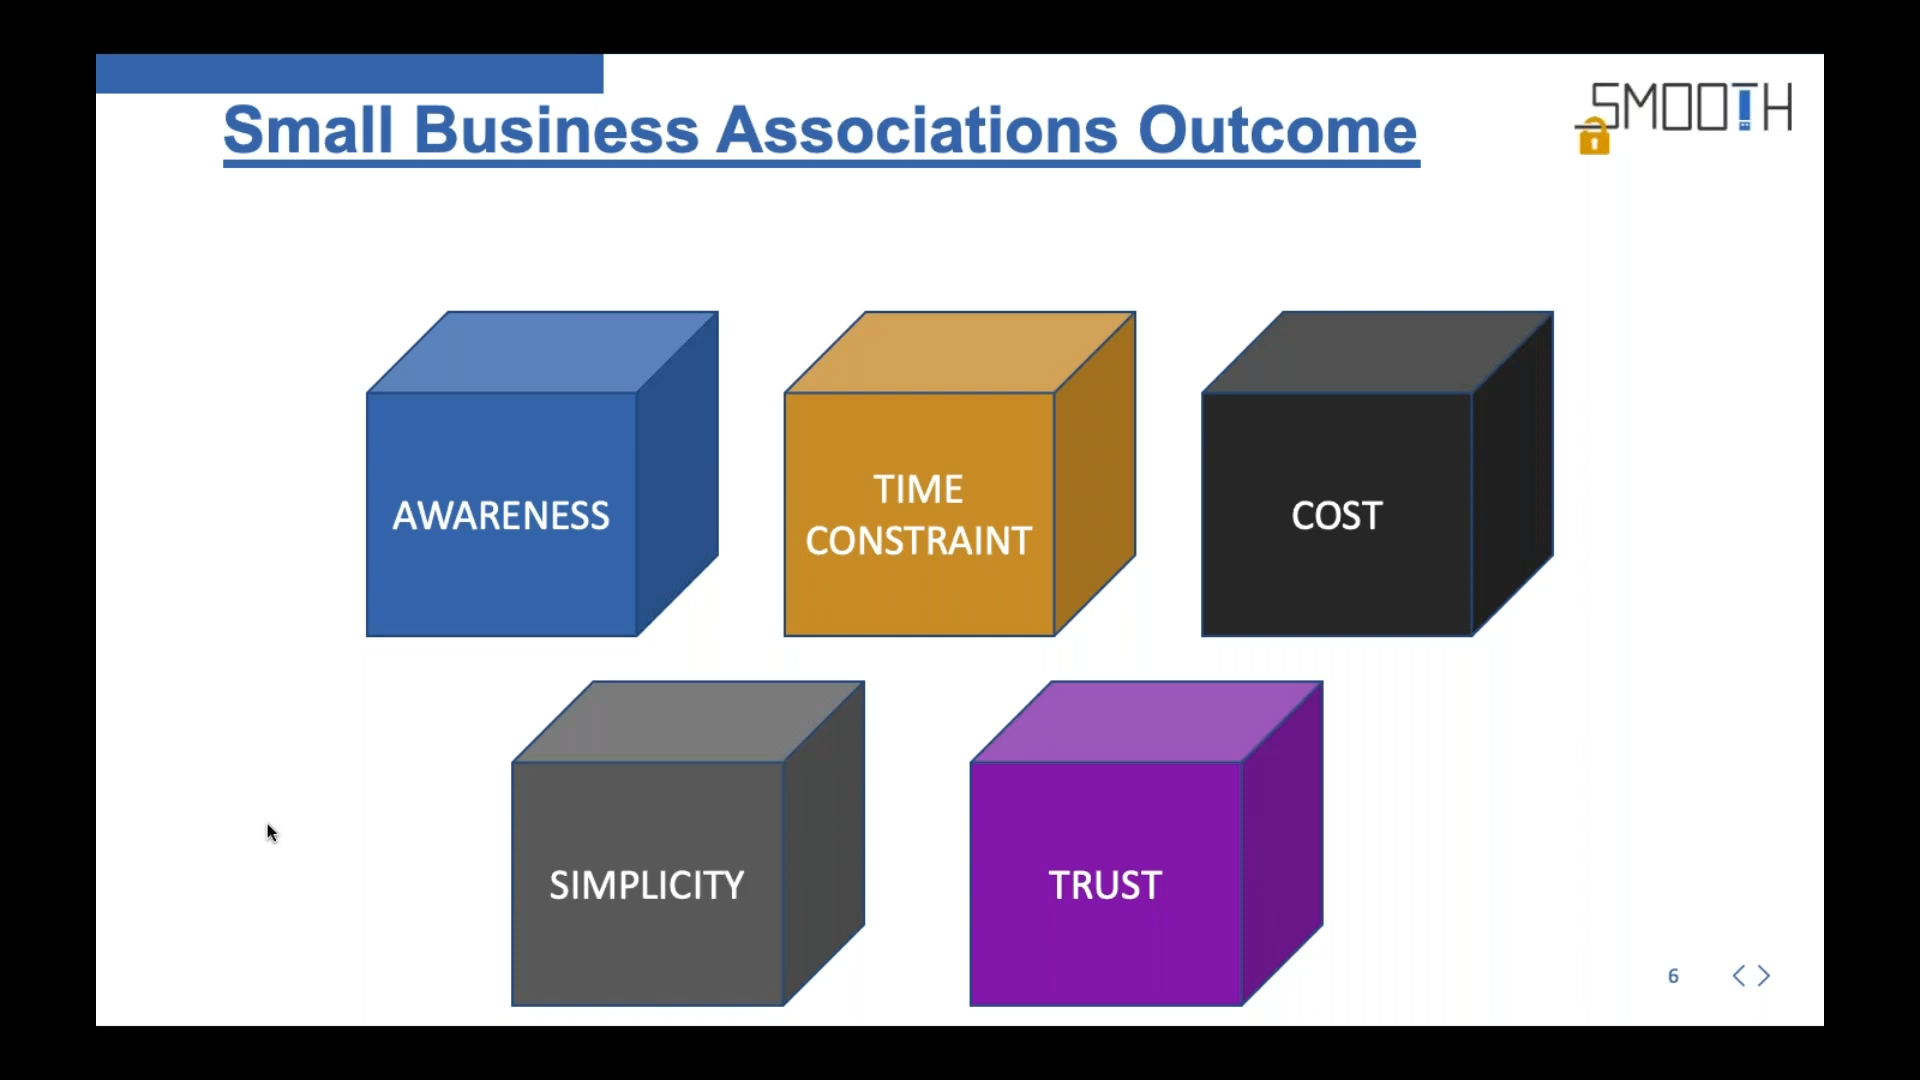 Small Business Associations Outcome
SMOOTH
AWARENESS
TIME
CONSTRAINT
COST
SIMPLICITY
TRUST
6